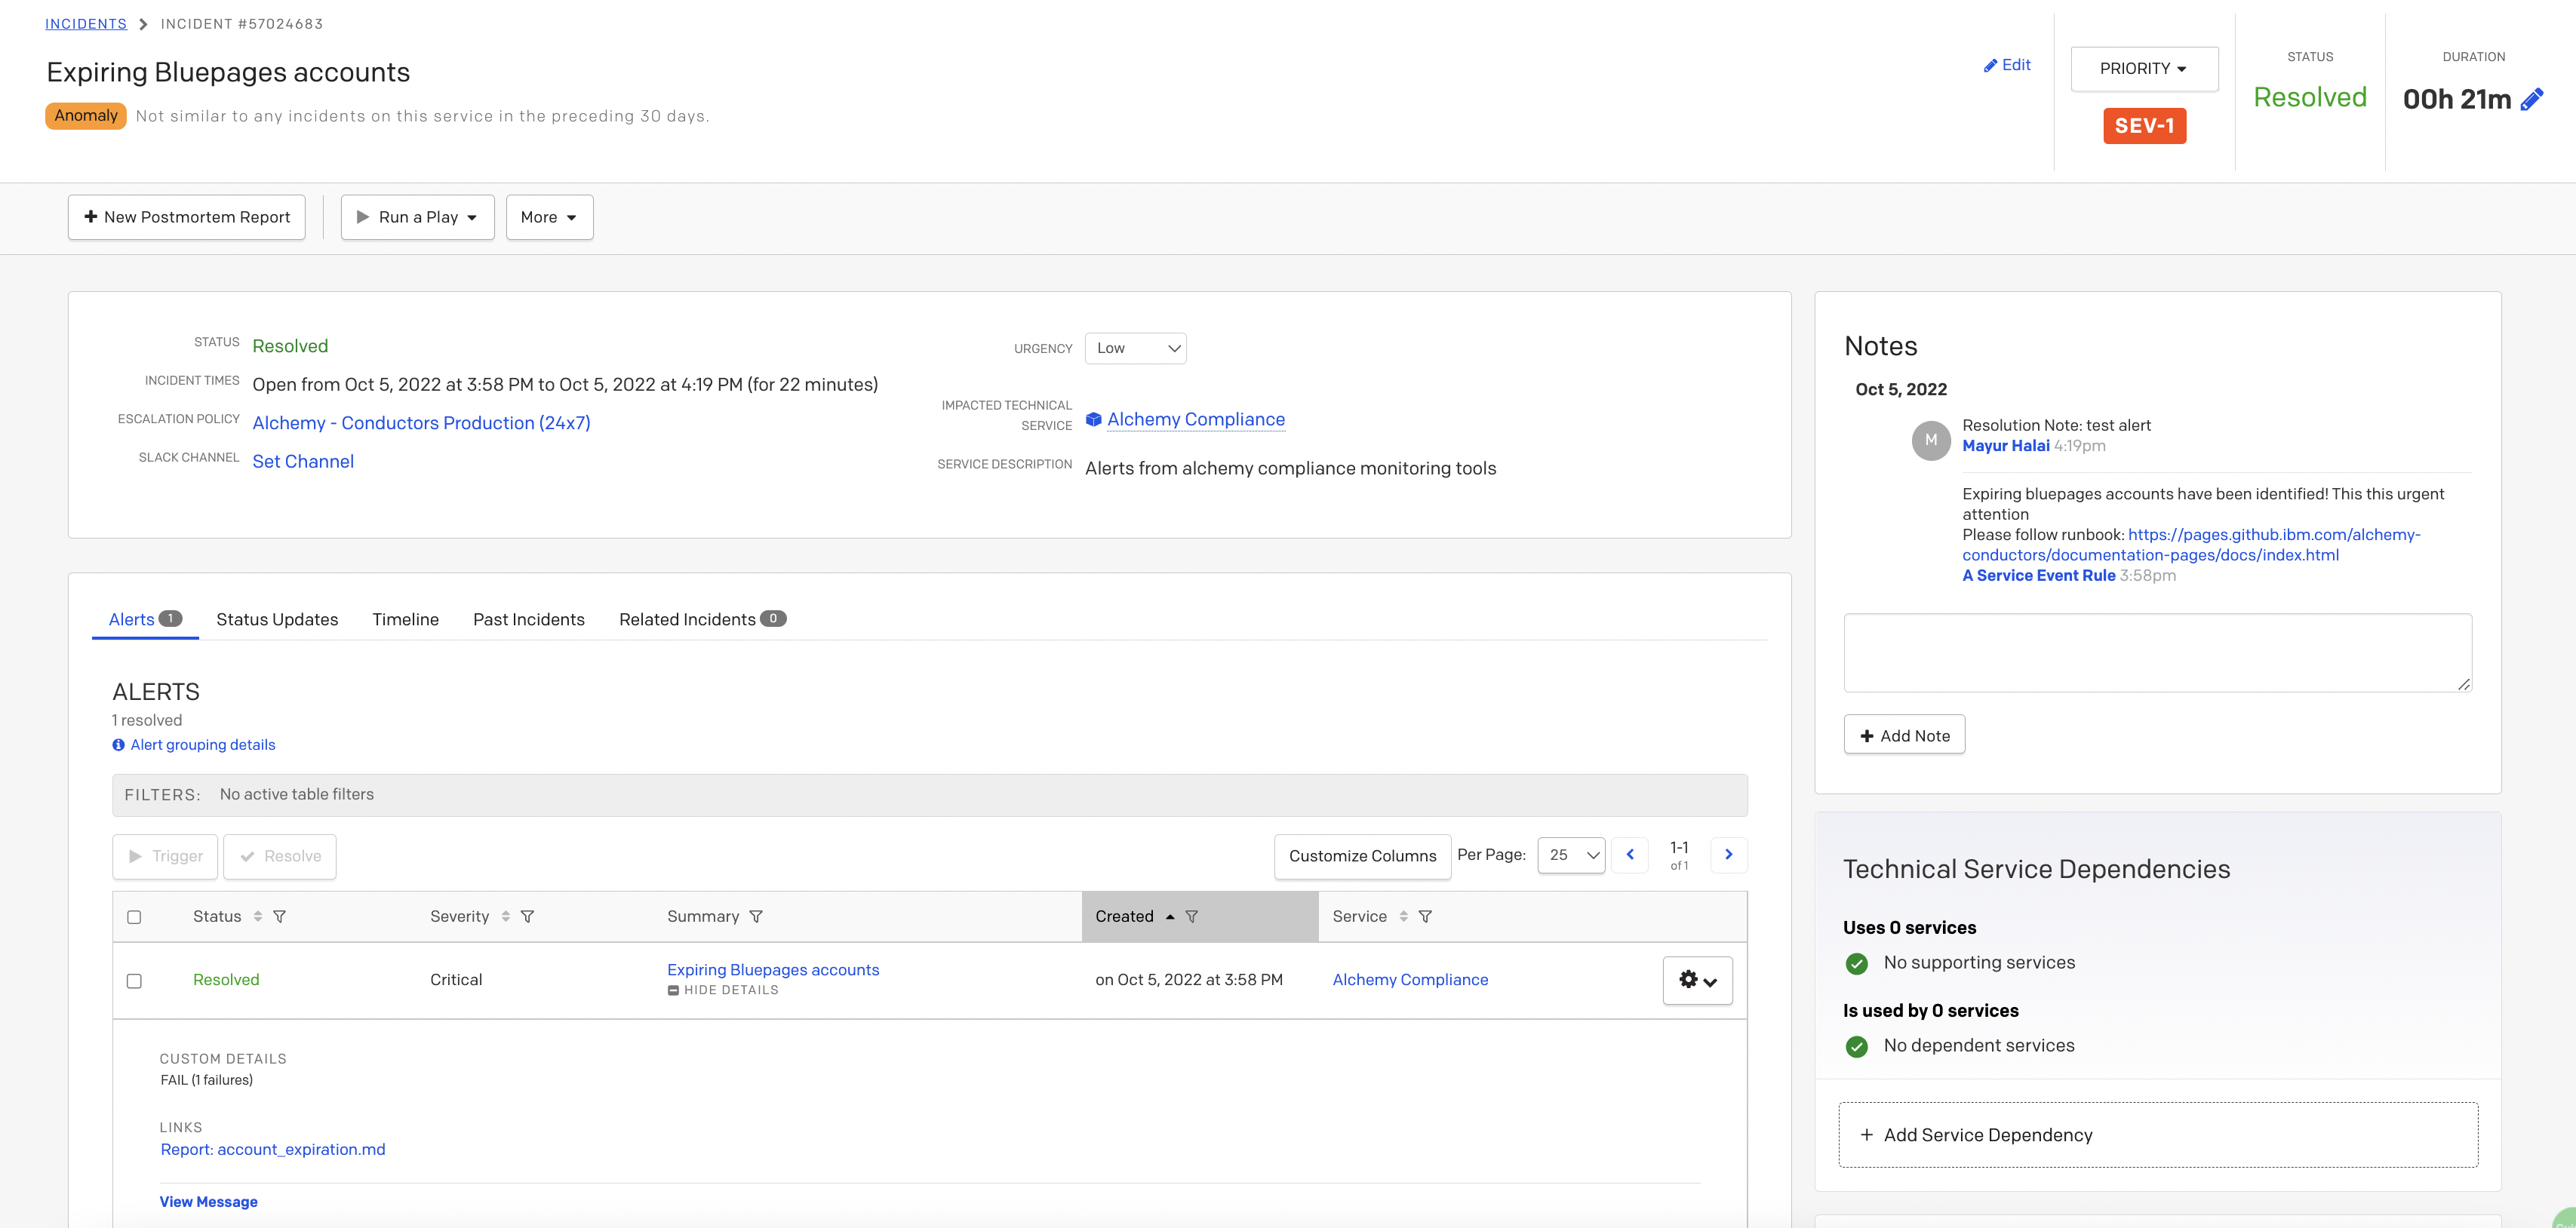 INCIDENTS > INCIDENT #57024683
Expiring Bluepages accounts
Anomaly Not similar to any incidents on this service in the preceding 30 days.
Edit
PRIORITY
SEV-1
STATUS
Resolved
DURATION
00h 21m
New Postmortem Report
Run a Play
More
STATUS Resolved
INCIDENT TIMES Open from Oct 5, 2022 at 3:58 PM to Oct 5, 2022 at 4:19 PM (for 22 minutes)
ESCALATION POLICY Alchemy - Conductors Production (24x7)
SLACK CHANNEL Set Channel
URGENCY Low
IMPACTED TECHNICAL
SERVICE Alchemy Compliance
SERVICE DESCRIPTION Alerts from alchemy compliance monitoring tools
Alerts 1 Status Updates Timeline Past Incidents Related Incidents 0
ALERTS
1 resolved
Alert grouping details
FILTERS: No active table filters
Trigger Resolve Customize Columns Per Page: 25 1-1
of 1
Status Severity Summary Created Service
Resolved Critical Expiring Bluepages accounts on Oct 5, 2022 at 3:58 PM Alchemy Compliance
HIDE DETAILS
CUSTOM DETAILS
FAIL (1 failures)
LINKS
Report: account_expiration.md
View Message
Notes
Oct 5, 2022
M
Resolution Note: test alert
Mayur Halai 4:19pm
Expiring bluepages accounts have been identified! This this urgent
attention
Please follow runbook: https://pages.github.ibm.com/alchemy-
conductors/documentation-pages/docs/index.html
A Service Event Rule 3:58pm
Add Note
Technical Service Dependencies
Uses 0 services
No supporting services
Is used by 0 services
No dependent services
+ Add Service Dependency